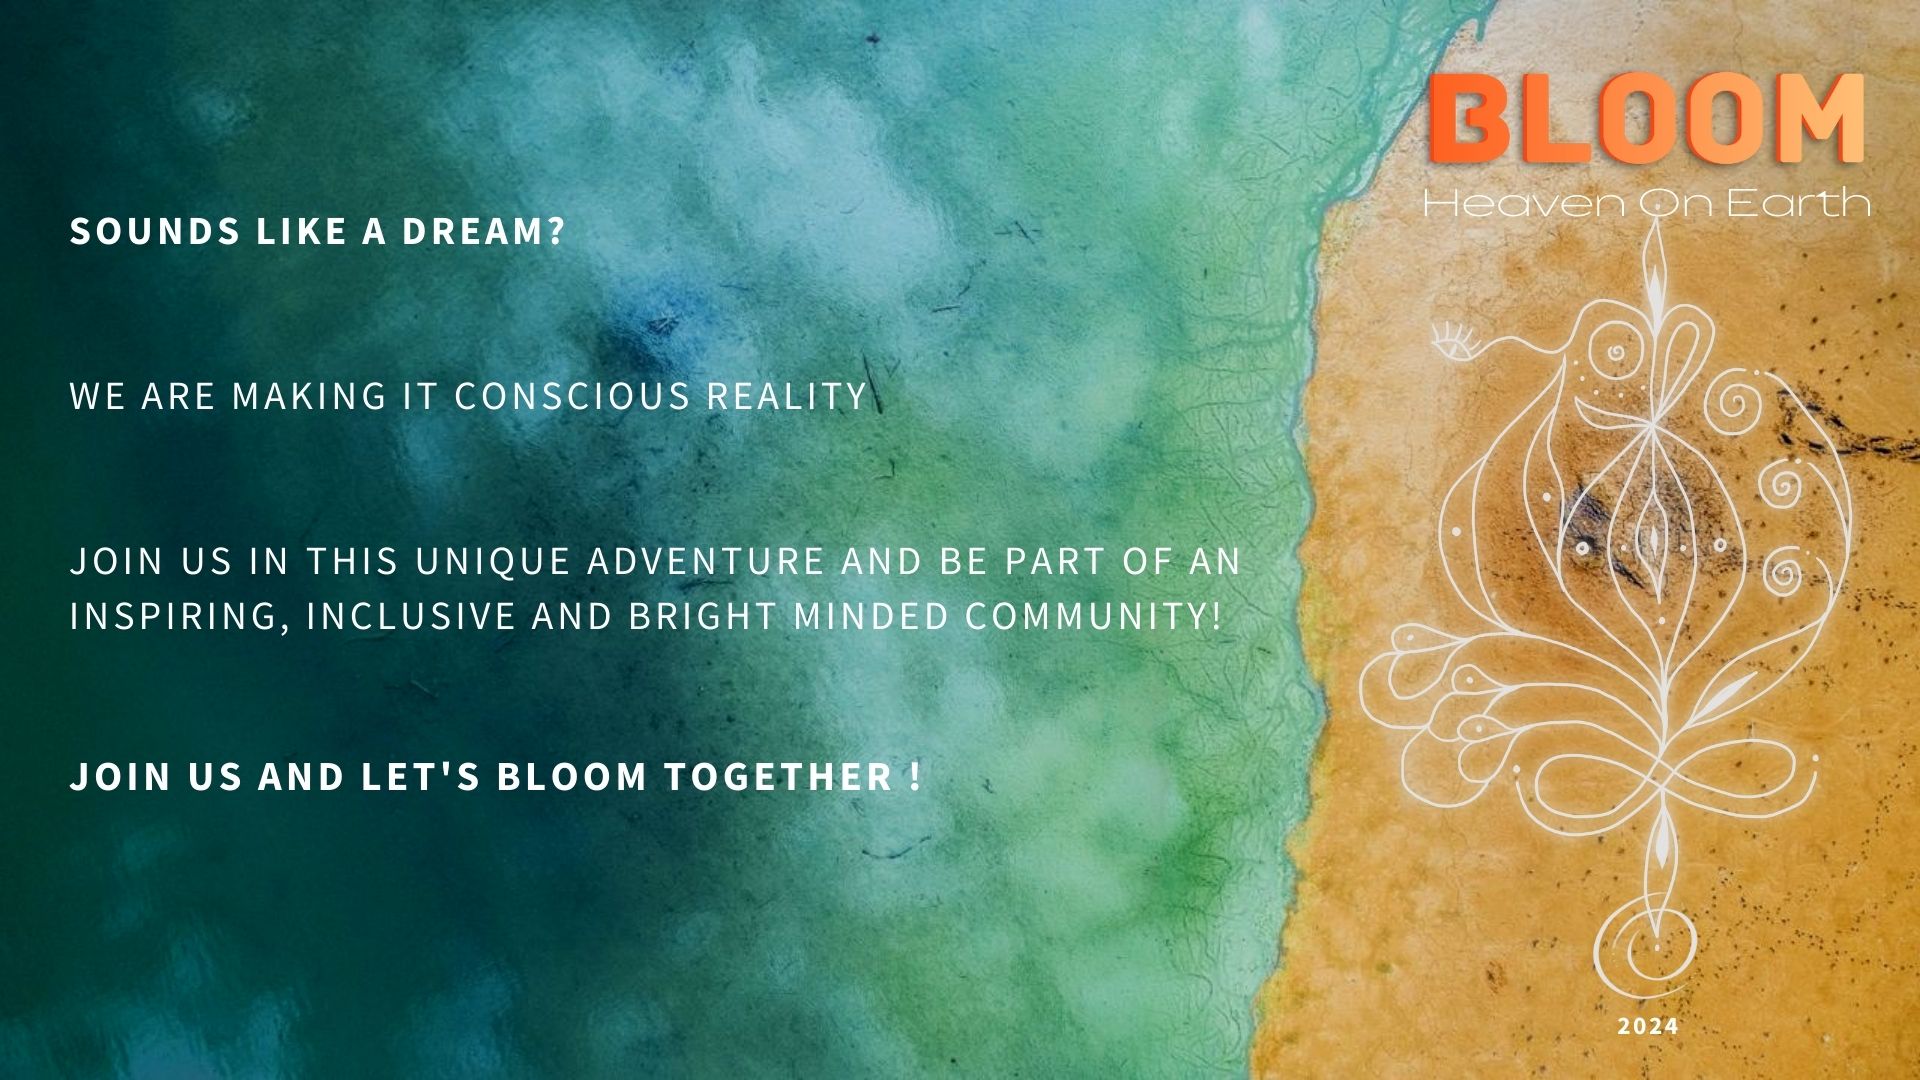 BLOOM
Heaven On Earth
SOUNDS LIKE A DREAM?
WE ARE MAKING IT CONSCIOUS REALITY
JOIN US IN THIS UNIQUE ADVENTURE AND BE PART OF AN
INSPIRING, INCLUSIVE AND BRIGHT MINDED COMMUNITY!
JOIN US AND LET'S BLOOM TOGETHER !
2024